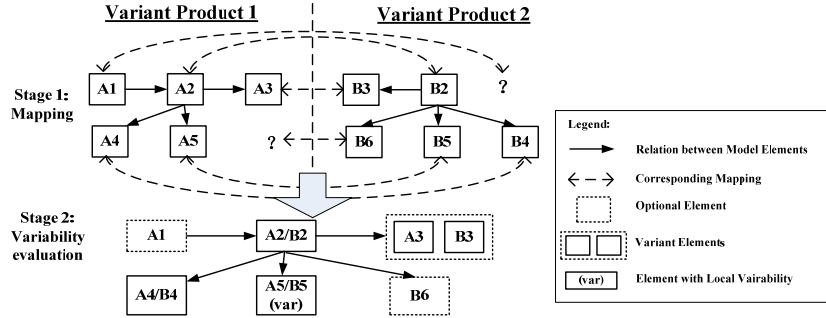 Variant Product 1
Variant Product 2
Stage 1:
Mapping
A1
A2
A3
B3
B2
?
A4
A5
?
B6
B5
B4
Stage 2:
Variability
evaluation
A1
A2/B2
A3
B3
A4/B4
A5/B5
(var)
B6
Legend:
Relation between Model Elements
Corresponding Mapping
Optional Element
Variant Elements
(var)
Element with Local Vairability